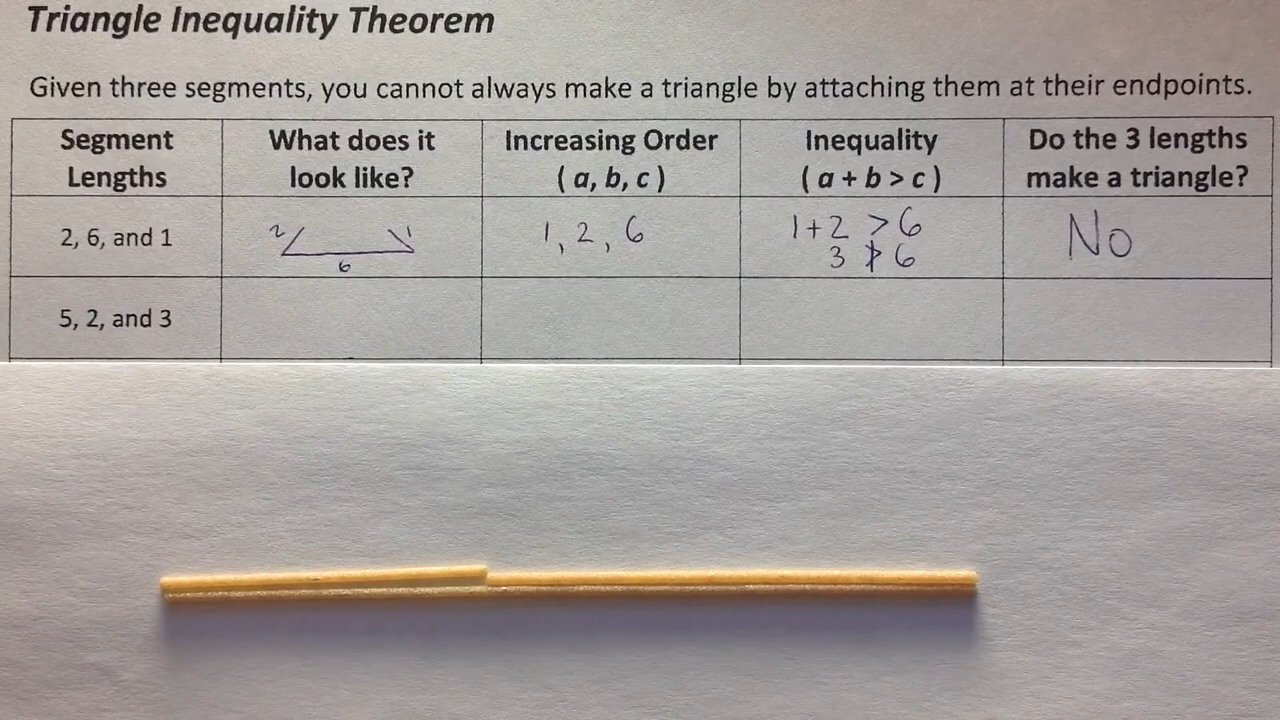 Triangle Inequality Theorem
Given three segments, you cannot always make a triangle by attaching them at their endpoints.
Segment Lengths
What does it look like?
Increasing Order ( a, b, c )
Inequality ( a + b > c )
Do the 3 lengths make a triangle?
2, 6, and 1
2 1
6
1, 2, 6
1+2 > 6
3 ≯ 6
No
5, 2, and 3